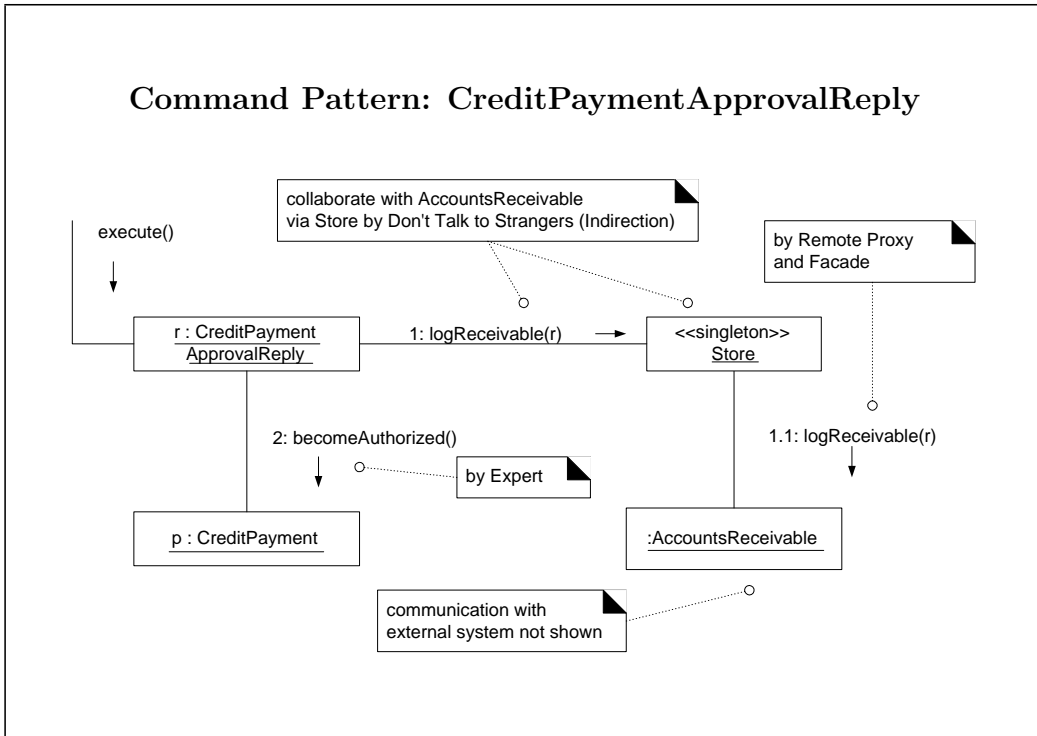 Command Pattern: CreditPaymentApprovalReply
collaborate with AccountsReceivable
via Store by Don't Talk to Strangers (Indirection)
execute()
by Remote Proxy
and Facade
r : CreditPayment
ApprovalReply
1: logReceivable(r)
<<singleton>>
Store
2: becomeAuthorized()
1.1: logReceivable(r)
by Expert
p : CreditPayment
:AccountsReceivable
communication with
external system not shown